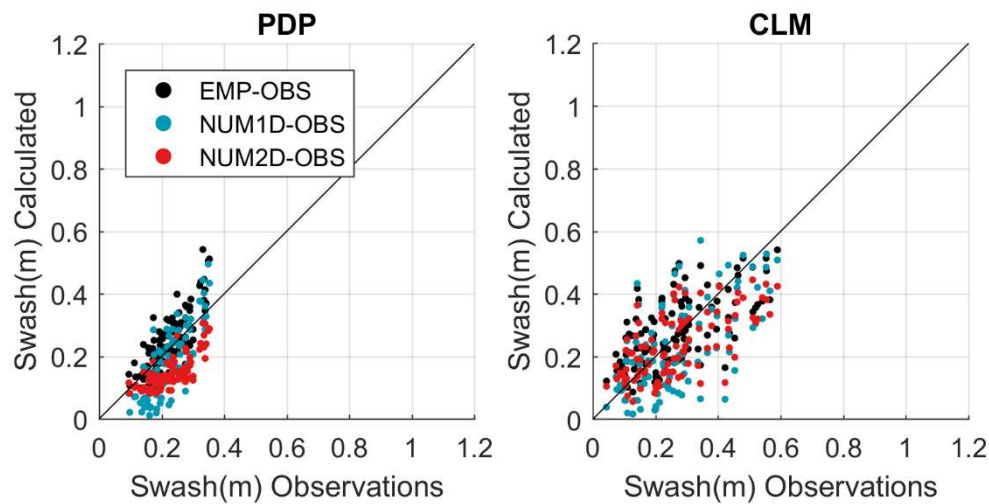 PDP
1.2
1
0.8
0.6
0.4
0.2
0
Swash(m) Calculated
EMP-OBS
NUM1D-OBS
NUM2D-OBS
0 0.2 0.4 0.6 0.8 1 1.2
Swash(m) Observations
CLM
1.2
1
0.8
0.6
0.4
0.2
0
Swash(m) Calculated
0 0.2 0.4 0.6 0.8 1 1.2
Swash(m) Observations